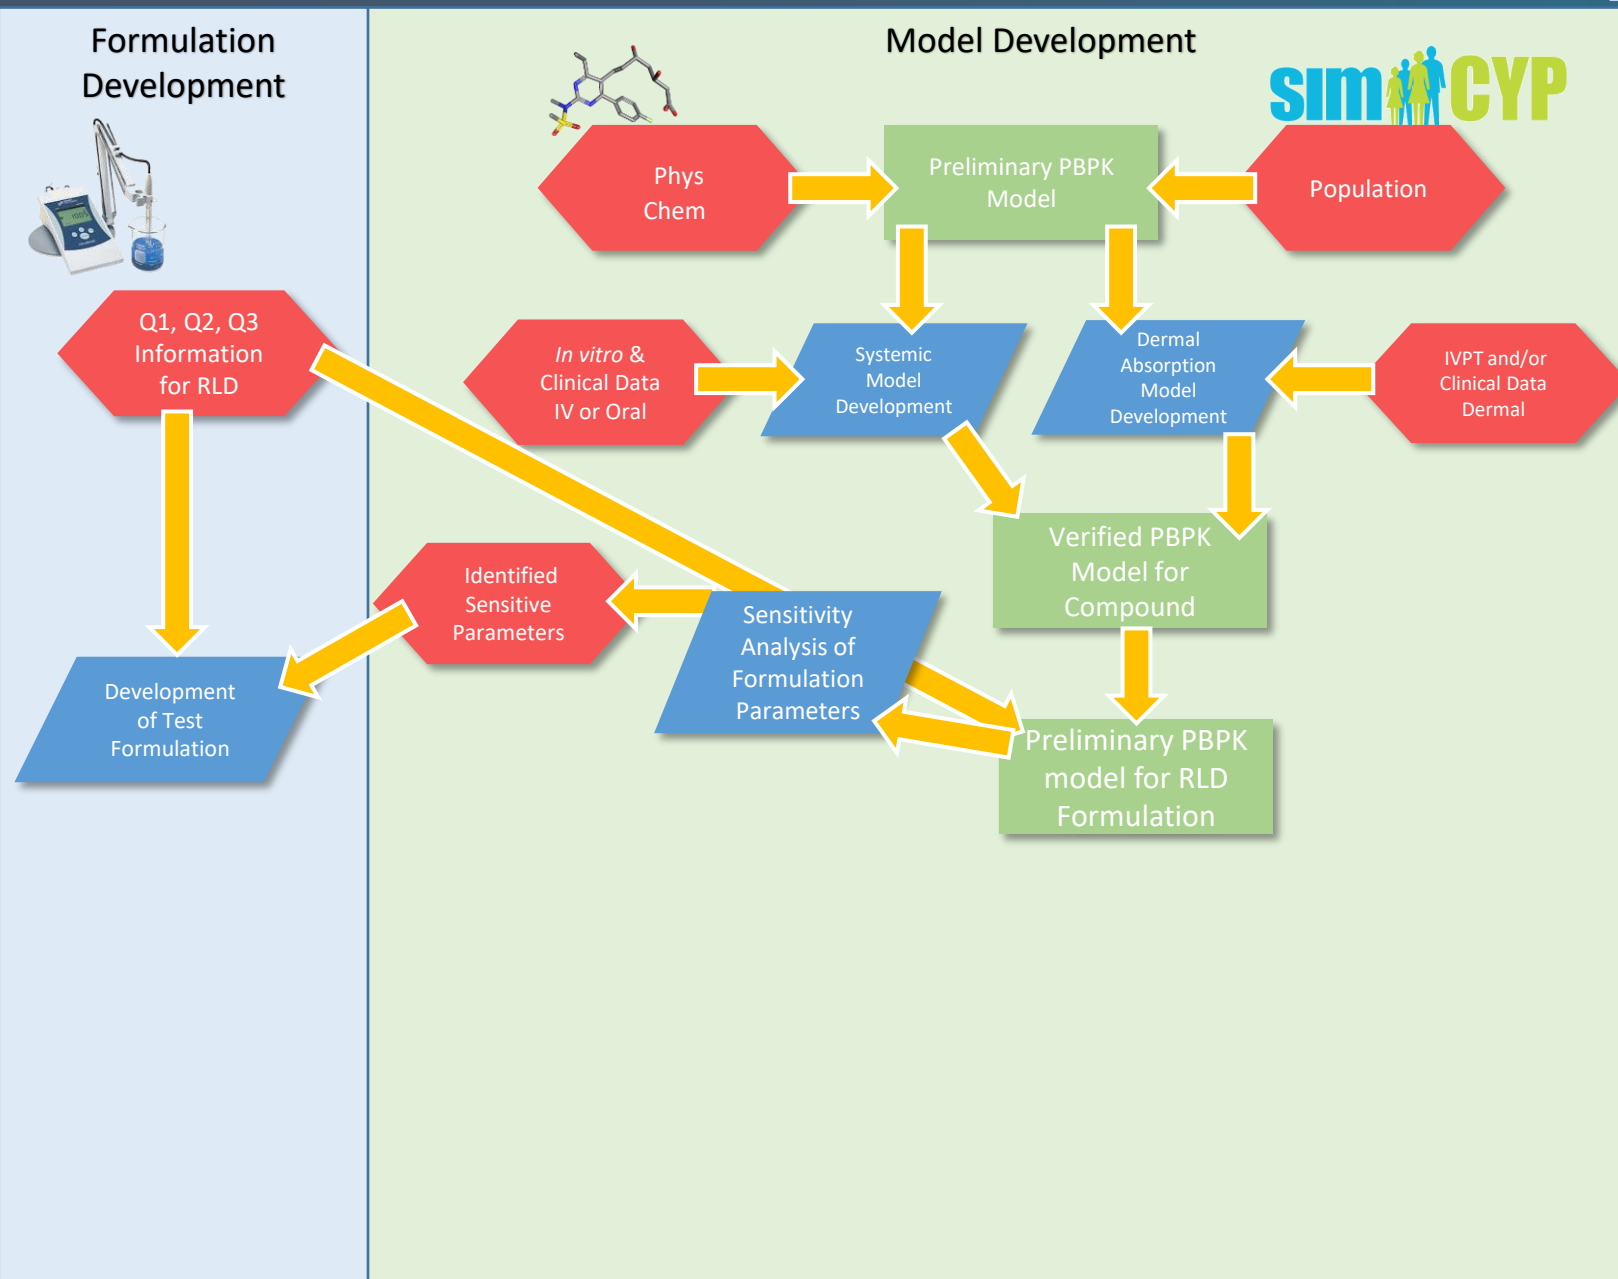 Formulation
Development
Model Development
simCYP
Phys
Chem
Preliminary PBPK
Model
Population
Q1, Q2, Q3
Information
for RLD
In vitro &
Clinical Data
IV or Oral
Systemic
Model
Development
Dermal
Absorption
Model
Development
IVPT and/or
Clinical Data
Dermal
Verified PBPK
Model for
Compound
Identified
Sensitive
Parameters
Sensitivity
Analysis of
Formulation
Parameters
Development
of Test
Formulation
Preliminary PBPK
model for RLD
Formulation